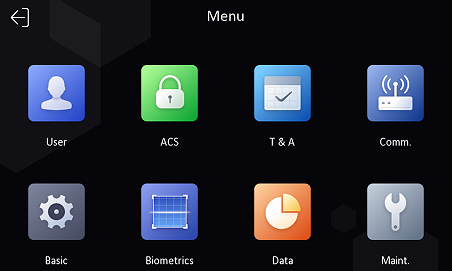 Menu
User
ACS
T & A
Comm.
Basic
Biometrics
Data
Maint.